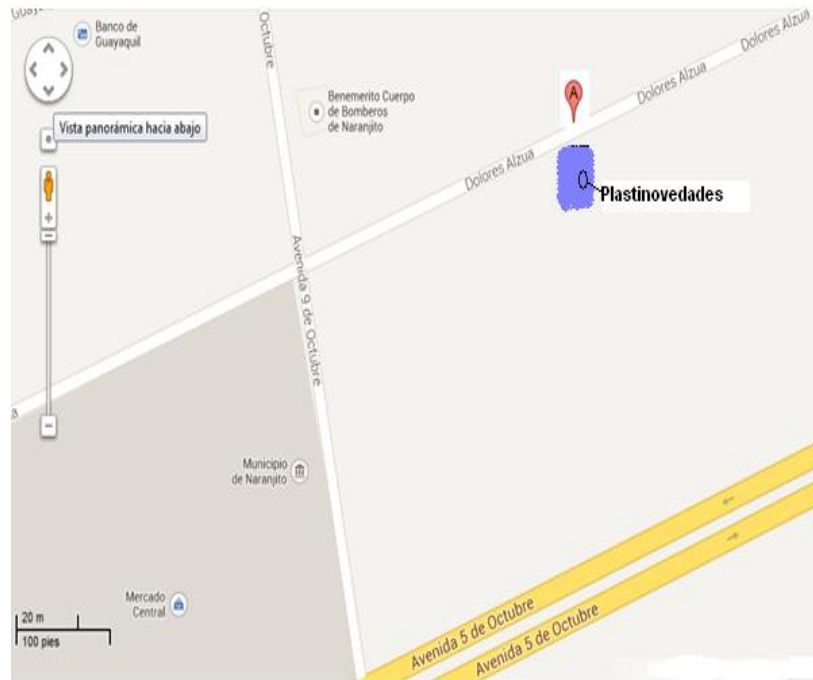 Banco de
Guayaquil
Octubre
Dolores Alzua
Dolores Alzua
A
Benemerito Cuerpo
de Bomberos
de Naranjito
Vista panorámica hacia abajo
Dolores Alzua
Plastinovedades
Avenida 9 de Octubre
Municipio
de Naranjito
Mercado
Central
20 m
100 pies
Avenida 5 de Octubre
Avenida 5 de Octubre